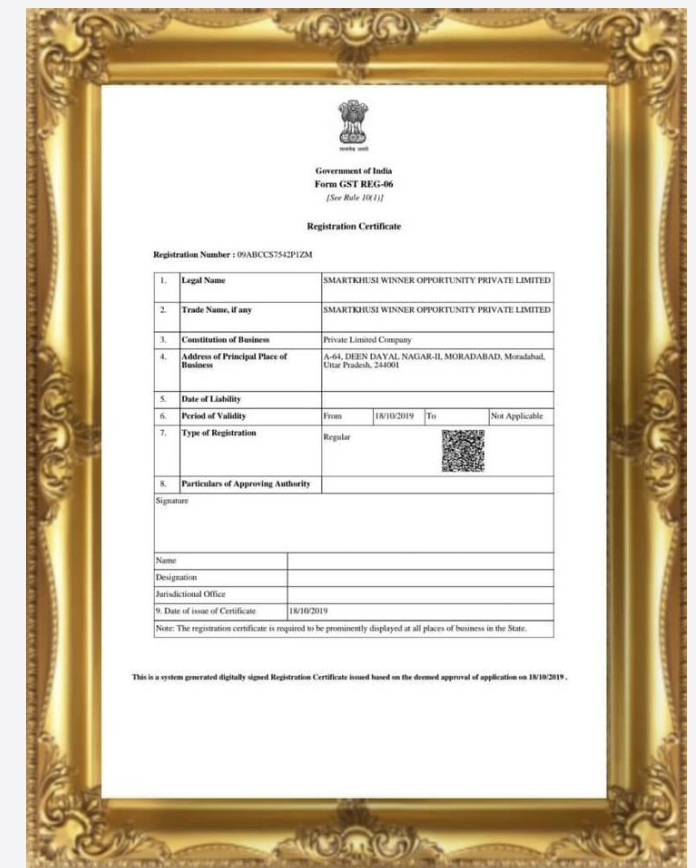 सत्यमेव जयते
Government of India
Form GST REG-06
[See Rule 10(1)]
Registration Certificate
Registration Number : 09ABCCS7542P1ZM
1. Legal Name SMARTKHUSI WINNER OPPORTUNITY PRIVATE LIMITED
2. Trade Name, if any SMARTKHUSI WINNER OPPORTUNITY PRIVATE LIMITED
3. Constitution of Business Private Limited Company
4. Address of Principal Place of Business A-64, DEEN DAYAL NAGAR-II, MORADABAD, Moradabad,
Uttar Pradesh, 244001
5. Date of Liability
6. Period of Validity From 18/10/2019 To Not Applicable
7. Type of Registration Regular
8. Particulars of Approving Authority
Signature
Name
Designation
Jurisdictional Office
9. Date of issue of Certificate 18/10/2019
Note: The registration certificate is required to be prominently displayed at all places of business in the State.
This is a system generated digitally signed Registration Certificate issued based on the deemed approval of application on 18/10/2019 .